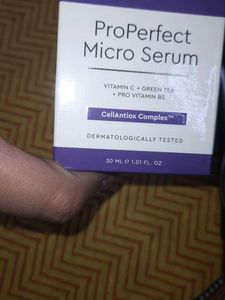 ProPerfect
Micro Serum
VITAMIN C + GREEN TEA
+ PRO VITAMIN B5
CellAntiox Complex™
DERMATOLOGICALLY TESTED
30 ML ℮ 1.01 FL. OZ